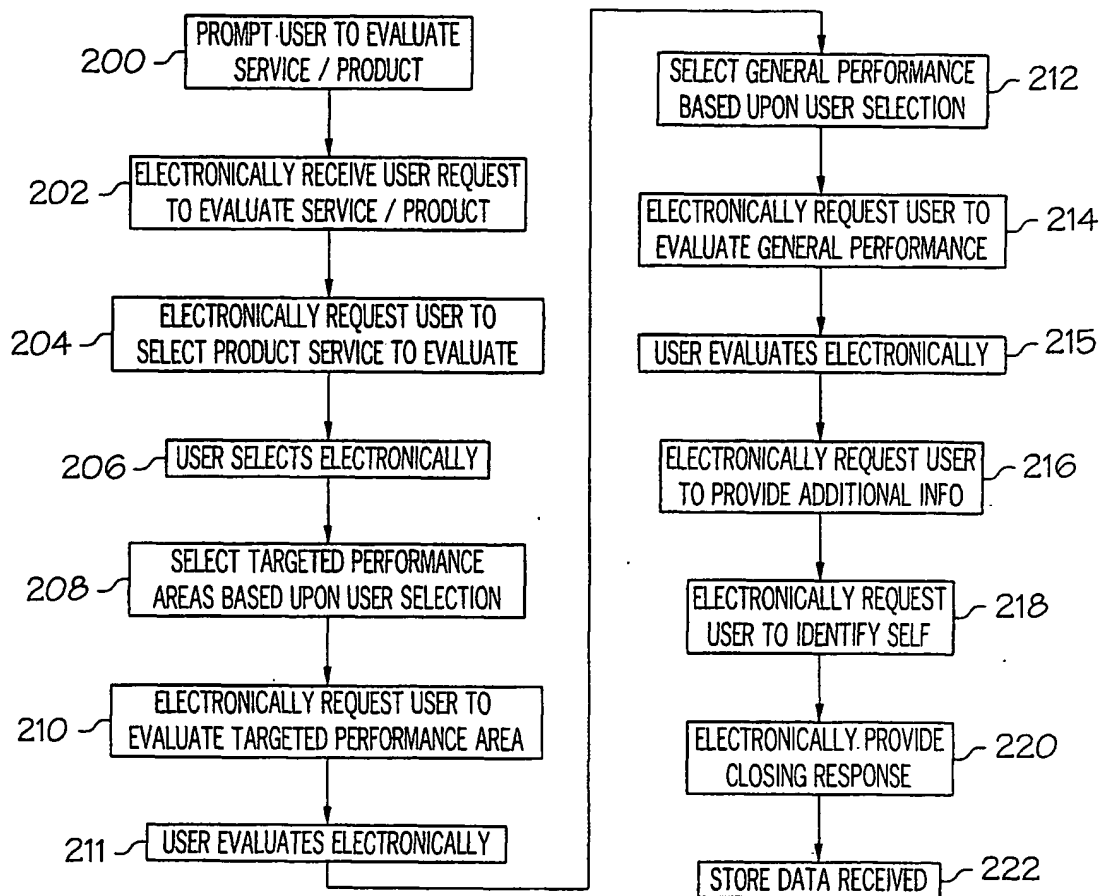 200
PROMPT USER TO EVALUATE
SERVICE / PRODUCT
202
ELECTRONICALLY RECEIVE USER REQUEST
TO EVALUATE SERVICE / PRODUCT
204
ELECTRONICALLY REQUEST USER TO
SELECT PRODUCT SERVICE TO EVALUATE
206
USER SELECTS ELECTRONICALLY
208
SELECT TARGETED PERFORMANCE
AREAS BASED UPON USER SELECTION
210
ELECTRONICALLY REQUEST USER TO
EVALUATE TARGETED PERFORMANCE AREA
211
USER EVALUATES ELECTRONICALLY
SELECT GENERAL PERFORMANCE
BASED UPON USER SELECTION
212
ELECTRONICALLY REQUEST USER TO
EVALUATE GENERAL PERFORMANCE
214
USER EVALUATES ELECTRONICALLY
215
ELECTRONICALLY REQUEST USER
TO PROVIDE ADDITIONAL INFO
216
ELECTRONICALLY REQUEST
USER TO IDENTIFY SELF
218
ELECTRONICALLY PROVIDE
CLOSING RESPONSE
220
STORE DATA RECEIVED
222